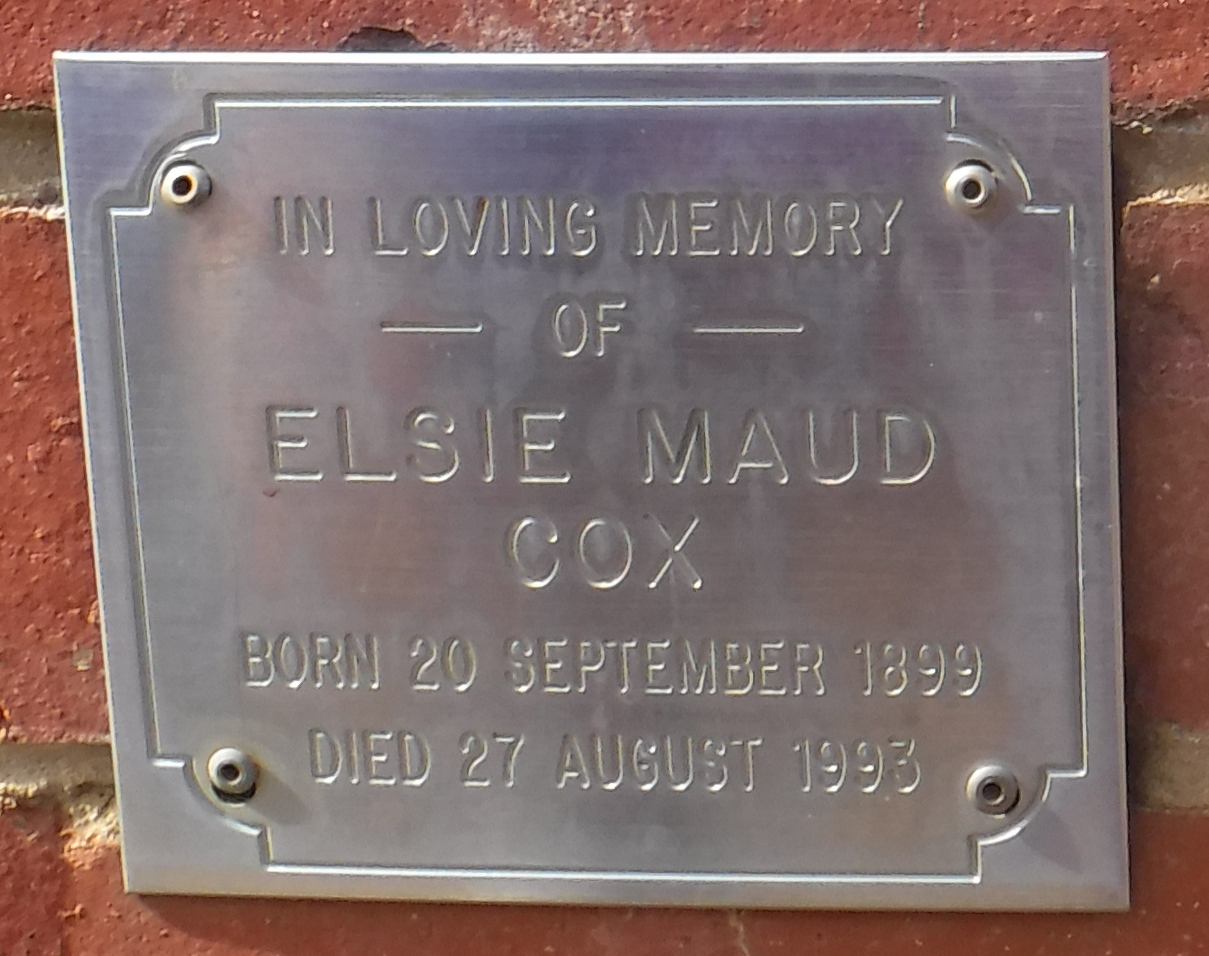 IN LOVING MEMORY
— OF —
ELSIE MAUD
COX
BORN 20 SEPTEMBER 1899
DIED 27 AUGUST 1993